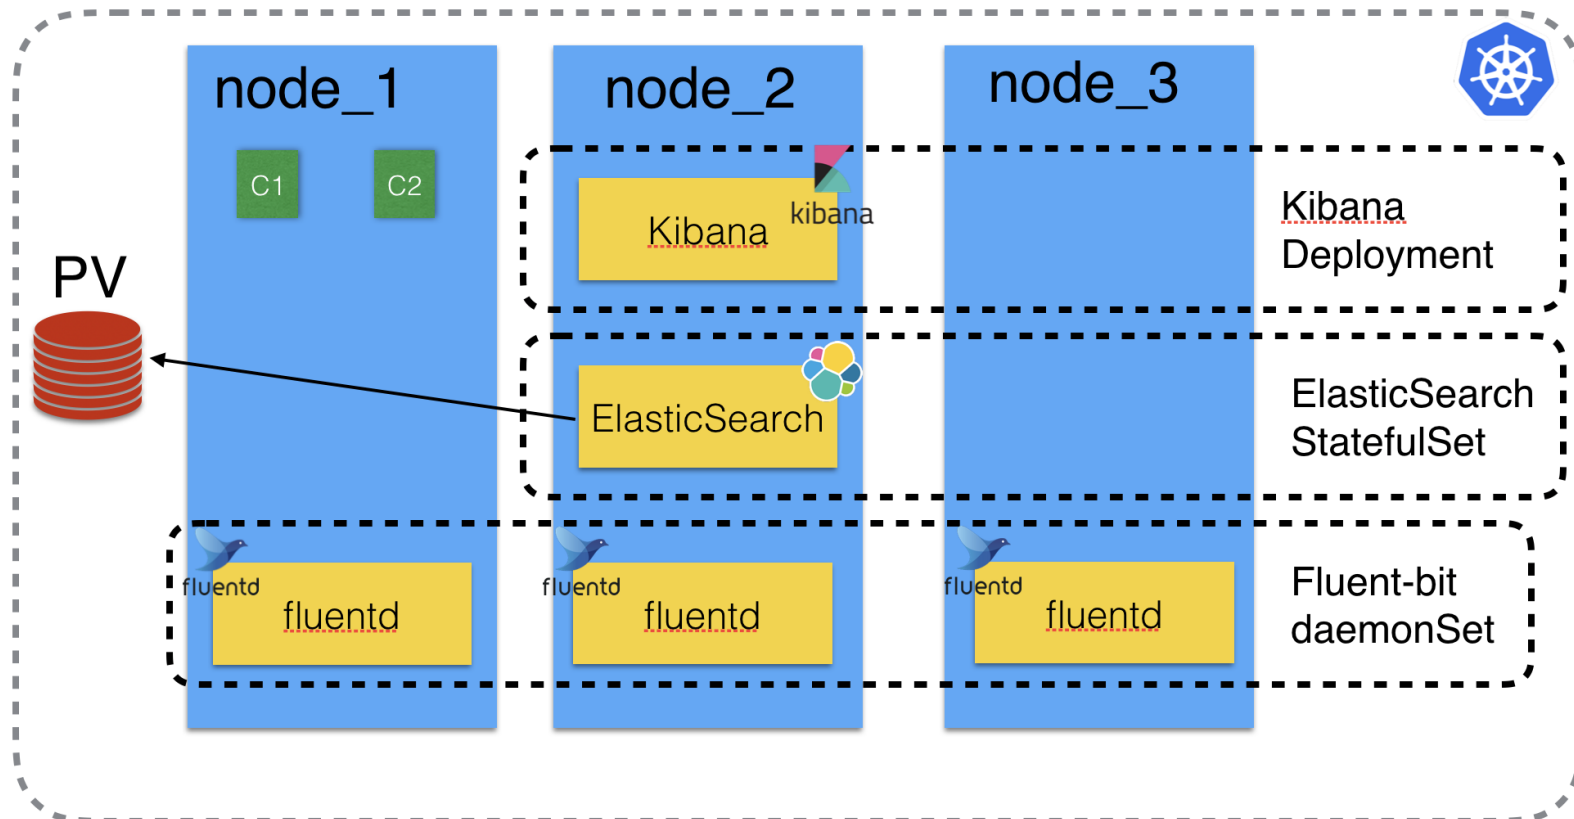 node_1
node_2
node_3
C1
C2
kibana
Kibana
Kibana
Deployment
PV
ElasticSearch
ElasticSearch
StatefulSet
fluentd
fluentd
fluentd
fluentd
fluentd
fluentd
Fluent-bit
daemonSet